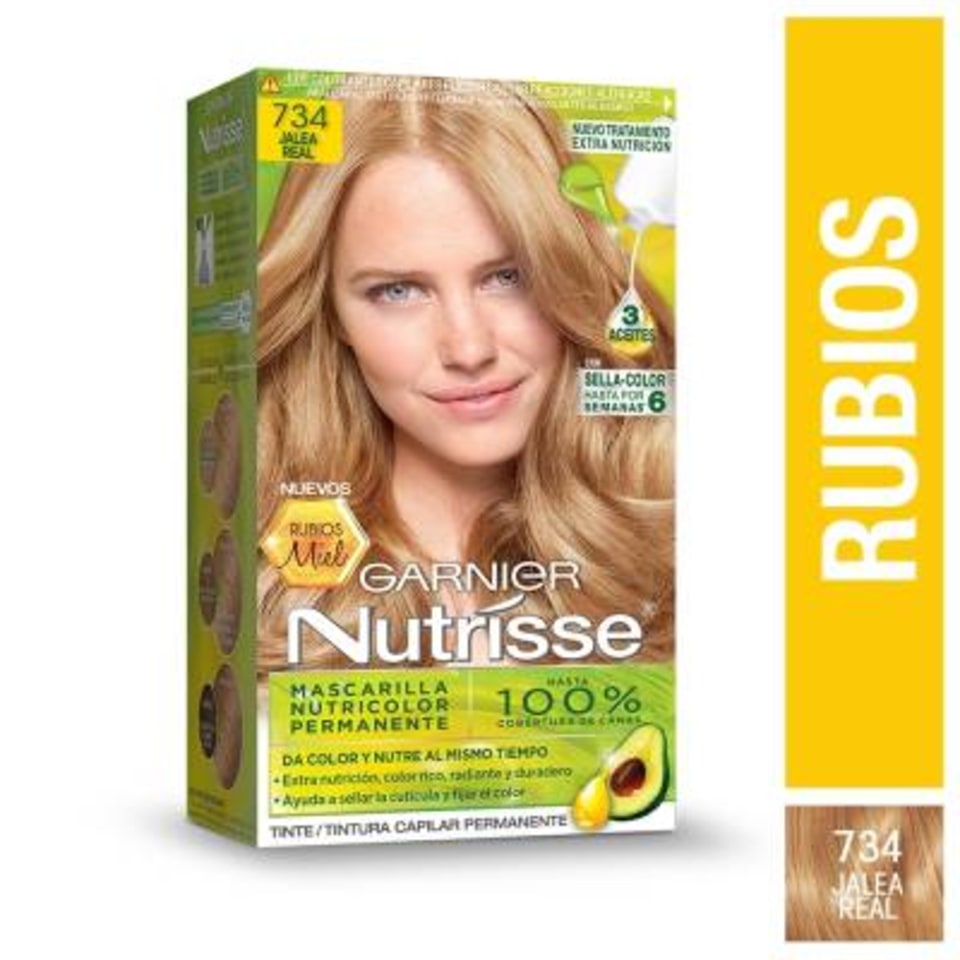 734
JALEA
REAL
NUEVO TRATAMIENTO
EXTRA NUTRICIÓN
3
ACEITES
CON
SELLA-COLOR
HASTA POR
SEMANAS 6
NUEVOS
RUBIOS
Miel
GARNIER
Nutrisse
MASCARILLA
NUTRICOLOR
PERMANENTE
HASTA
100%
COBERTURA DE CANAS
DA COLOR Y NUTRE AL MISMO TIEMPO
• Extra nutrición, color rico, radiante y duradero
• Ayuda a sellar la cutícula y fijar el color
TINTE / TINTURA CAPILAR PERMANENTE
Nutrisse
RUBIOS
734
JALEA
REAL